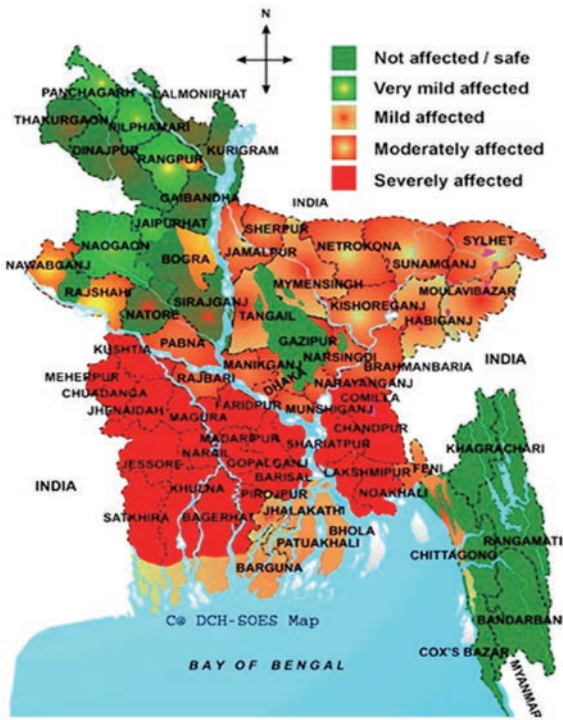 N
Not affected / safe
Very mild affected
Mild affected
Moderately affected
Severely affected
PANCHAGARH
LALMONIRHAT
THAKURGAON
NILPHAMARI
DINAJPUR
KURIGRAM
RANGPUR
GAIBANDHA
INDIA
JAIPURHAT
SHERPUR
NAOGAON
JAMALPUR
NETROKONA
SYLHET
BOGRA
SUNAMGANJ
NAWABGANJ
MYMENSINGH
MOULAVIBAZAR
RAJSHAHI
SIRAJGANJ
KISHOREGANJ
NATORE
TANGAIL
HABIGANJ
GAZIPUR
PABNA
NARSINGDI
KUSHTIA
MANIKGANJ
BRAHMANBARIA
INDIA
MEHERPUR
RAJBARI
DHAKA
NARAYANGANJ
CHUADANGA
COMILLA
FARIDPUR
MUNSHIGANJ
JHENAIDAH
MAGURA
CHANDPUR
MADARIPUR
SHARIATPUR
KHAGRACHARI
NARAIL
JESSORE
GOPALGANJ
LAKSHMIPUR
FENI
BARISAL
INDIA
KHULNA
PIROJPUR
NOAKHALI
SATKHIRA
BAGERHAT
JHALAKATHI
BHOLA
RANGAMATI
PATUAKHALI
CHITTAGONG
BARGUNA
BANDARBAN
C@ DCH-SOES Map
COX'S BAZAR
BAY OF BENGAL
MYANMAR